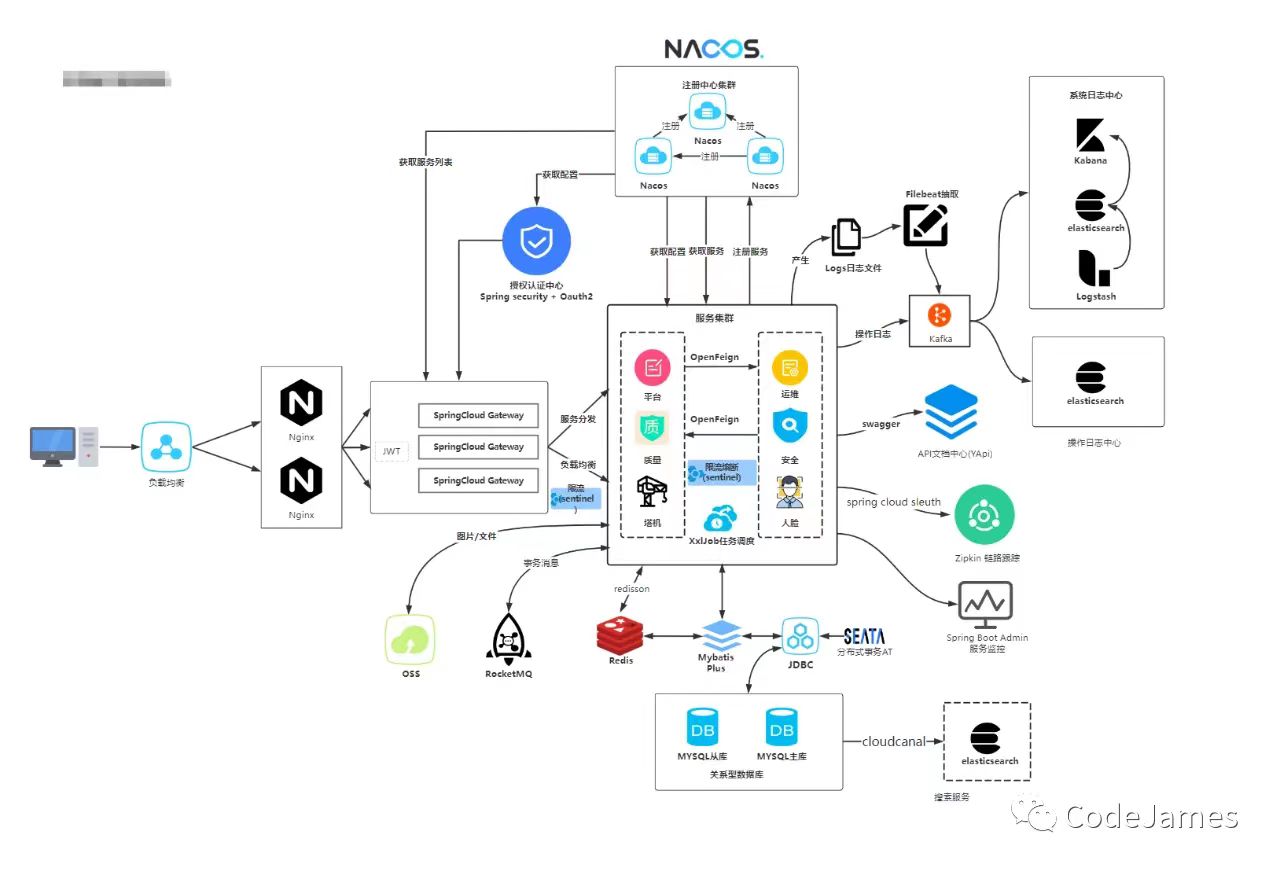 NACOS.
注册中心集群
注册
注册
Nacos
注册
Nacos
Nacos
获取服务列表
获取配置
授权认证中心
Spring security + Oauth2
获取配置
获取服务
注册服务
产生
Logs日志文件
Filebeat抽取
系统日志中心
Kabana
elasticsearch
Logstash
操作日志
Kafka
elasticsearch
操作日志中心
负载均衡
Nginx
Nginx
JWT
SpringCloud Gateway
SpringCloud Gateway
SpringCloud Gateway
服务分发
负载均衡
限流
(sentinel
)
服务集群
平台
质
质量
塔机
OpenFeign
OpenFeign
限流熔断
(sentinel)
XxlJob任务调度
运维
安全
人脸
swagger
API文档中心(YApi)
spring cloud sleuth
Zipkin 链路跟踪
Spring Boot Admin
服务监控
图片/文件
OSS
事务消息
RocketMQ
redisson
Redis
Mybatis
Plus
JDBC
SEATA
分布式事务AT
DB
DB
MYSQL从库
MYSQL主库
关系型数据库
cloudcanal
elasticsearch
搜索服务
CodeJames